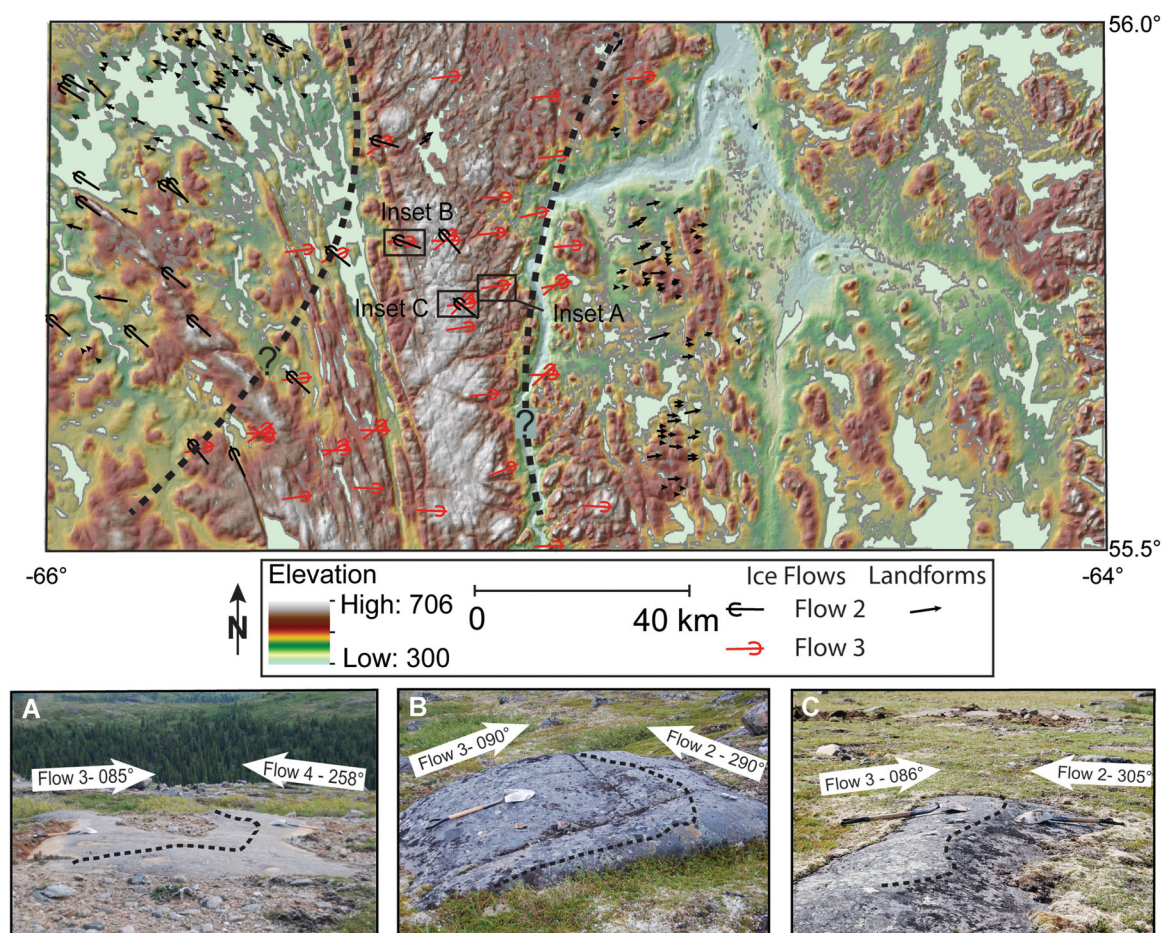 56.0°
Inset B
Inset C
Inset A
?
?
55.5°
-66°
-64°
Elevation
High: 706
Low: 300
0
40 km
N
Ice Flows
Landforms
Flow 2
Flow 3
A
Flow 3- 085°
Flow 4 - 258°
B
Flow 3- 090°
Flow 2 - 290°
C
Flow 3 - 086°
Flow 2- 305°